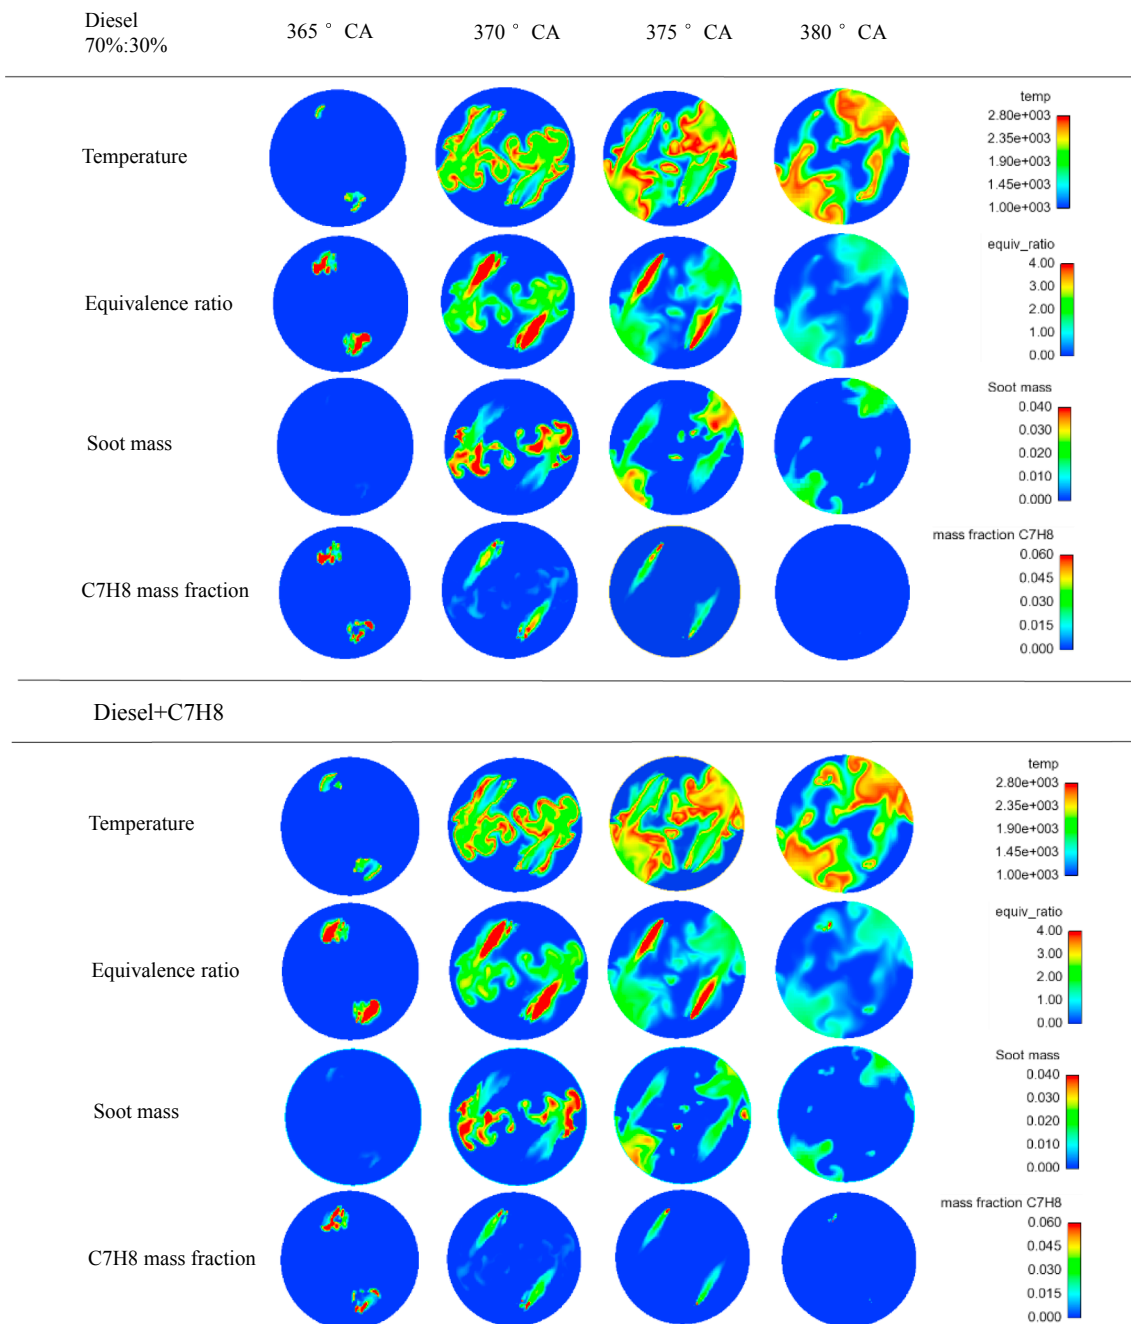 Diesel
70%:30%
365 ° CA
370 ° CA
375 ° CA
380 ° CA
Temperature
temp
2.80e+003
2.35e+003
1.90e+003
1.45e+003
1.00e+003
Equivalence ratio
equiv_ratio
4.00
3.00
2.00
1.00
0.00
Soot mass
Soot mass
0.040
0.030
0.020
0.010
0.000
C7H8 mass fraction
mass fraction C7H8
0.060
0.045
0.030
0.015
0.000
Diesel+C7H8
Temperature
temp
2.80e+003
2.35e+003
1.90e+003
1.45e+003
1.00e+003
Equivalence ratio
equiv_ratio
4.00
3.00
2.00
1.00
0.00
Soot mass
Soot mass
0.040
0.030
0.020
0.010
0.000
C7H8 mass fraction
mass fraction C7H8
0.060
0.045
0.030
0.015
0.000